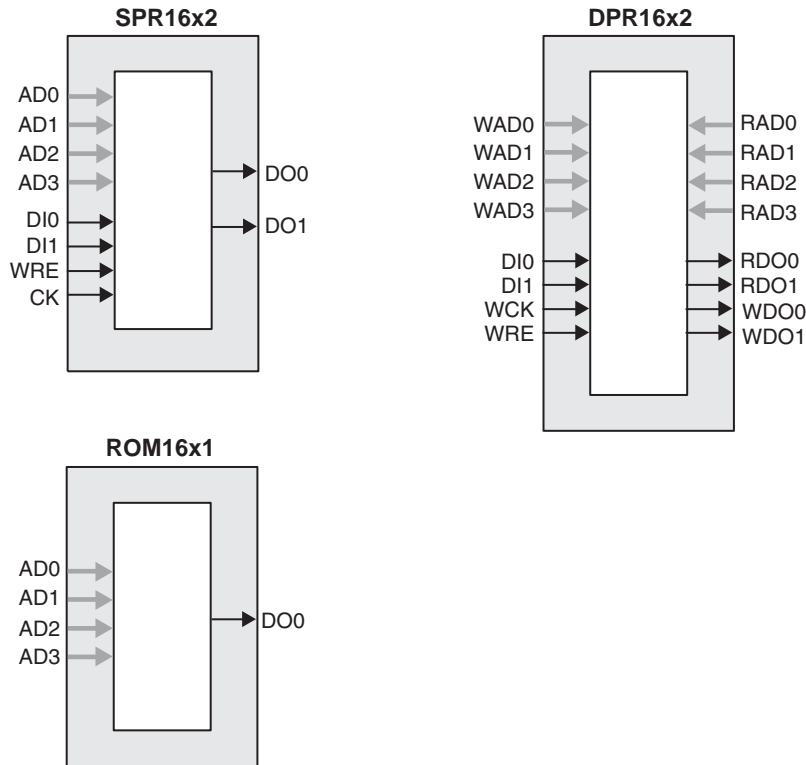 SPR16x2
AD0
AD1
AD2
AD3
DI0
DI1
WRE
CK
DO0
DO1
DPR16x2
WAD0
WAD1
WAD2
WAD3
DI0
DI1
WCK
WRE
RAD0
RAD1
RAD2
RAD3
RDO0
RDO1
WDO0
WDO1
ROM16x1
AD0
AD1
AD2
AD3
DO0